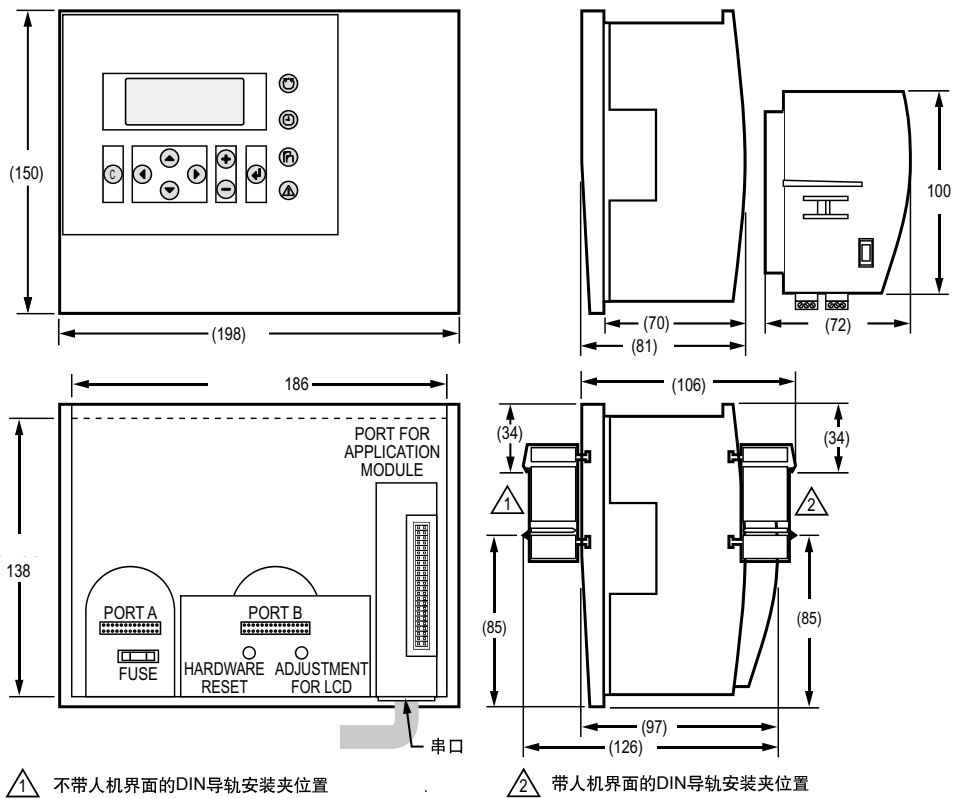 (150)
C
(198)
(70)
(81)
100
(72)
186
138
PORT FOR
APPLICATION
MODULE
PORT A
FUSE
PORT B
HARDWARE
RESET
ADJUSTMENT
FOR LCD
串口
(106)
(34)
(34)
1
2
(85)
(85)
(97)
(126)
1 不带人机界面的DIN导轨安装夹位置
2 带人机界面的DIN导轨安装夹位置